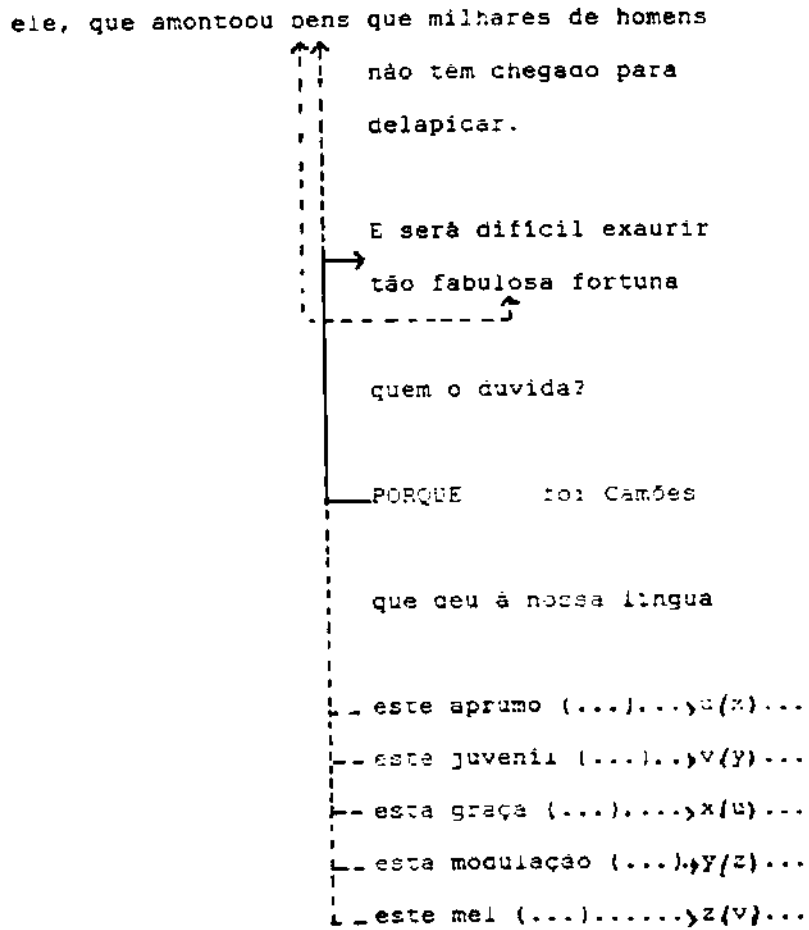 ele, que amontoou bens que milhares de homens
não têm chegado para
delapicar.
E será difícil exaurir
tão fabulosa fortuna
quem o duvida?
PORQUE foi Camões
que deu à nossa língua
este aprumo (...)...
este juvenil (...)..v(y)...
esta graça (...)....x(u)...
esta modulação (...).y(z)...
este mel (...)......z(v)...